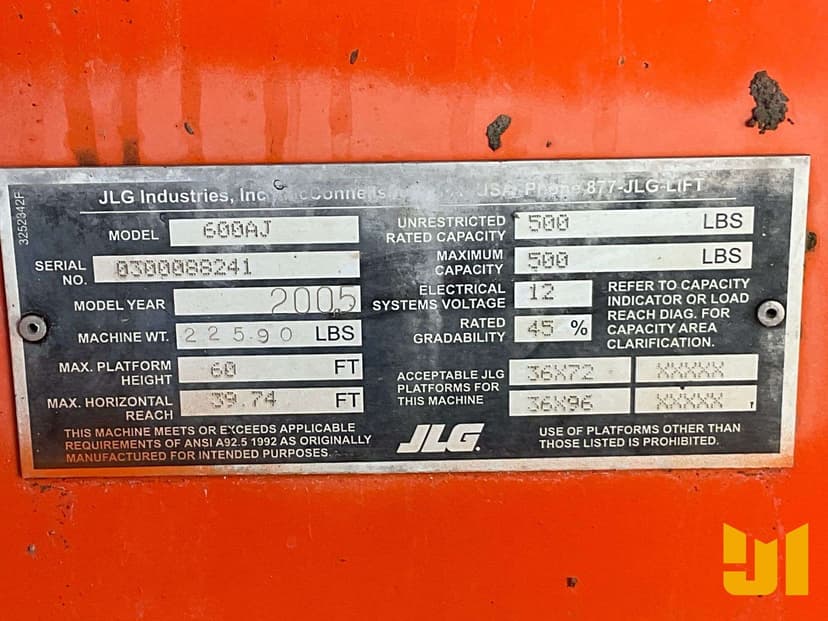 3252342F
JLG Industries, Inc. McConnells USA, Phone 877-JLG-LIFT
MODEL 600AJ
SERIAL NO. 0300088241
MODEL YEAR 2005
MACHINE WT. 22590 LBS
MAX. PLATFORM HEIGHT 60 FT
MAX. HORIZONTAL REACH 39.74 FT
THIS MACHINE MEETS OR EXCEEDS APPLICABLE
REQUIREMENTS OF ANSI A92.5 1992 AS ORIGINALLY
MANUFACTURED FOR INTENDED PURPOSES.
UNRESTRICTED RATED CAPACITY 500 LBS
MAXIMUM CAPACITY 500 LBS
ELECTRICAL SYSTEMS VOLTAGE 12
RATED GRADABILITY 45 %
REFER TO CAPACITY
INDICATOR OR LOAD
REACH DIAG. FOR
CAPACITY AREA
CLARIFICATION.
ACCEPTABLE JLG
PLATFORMS FOR
THIS MACHINE
36X72 XXXXX
36X96 XXXXX
JLG
USE OF PLATFORMS OTHER THAN
THOSE LISTED IS PROHIBITED.